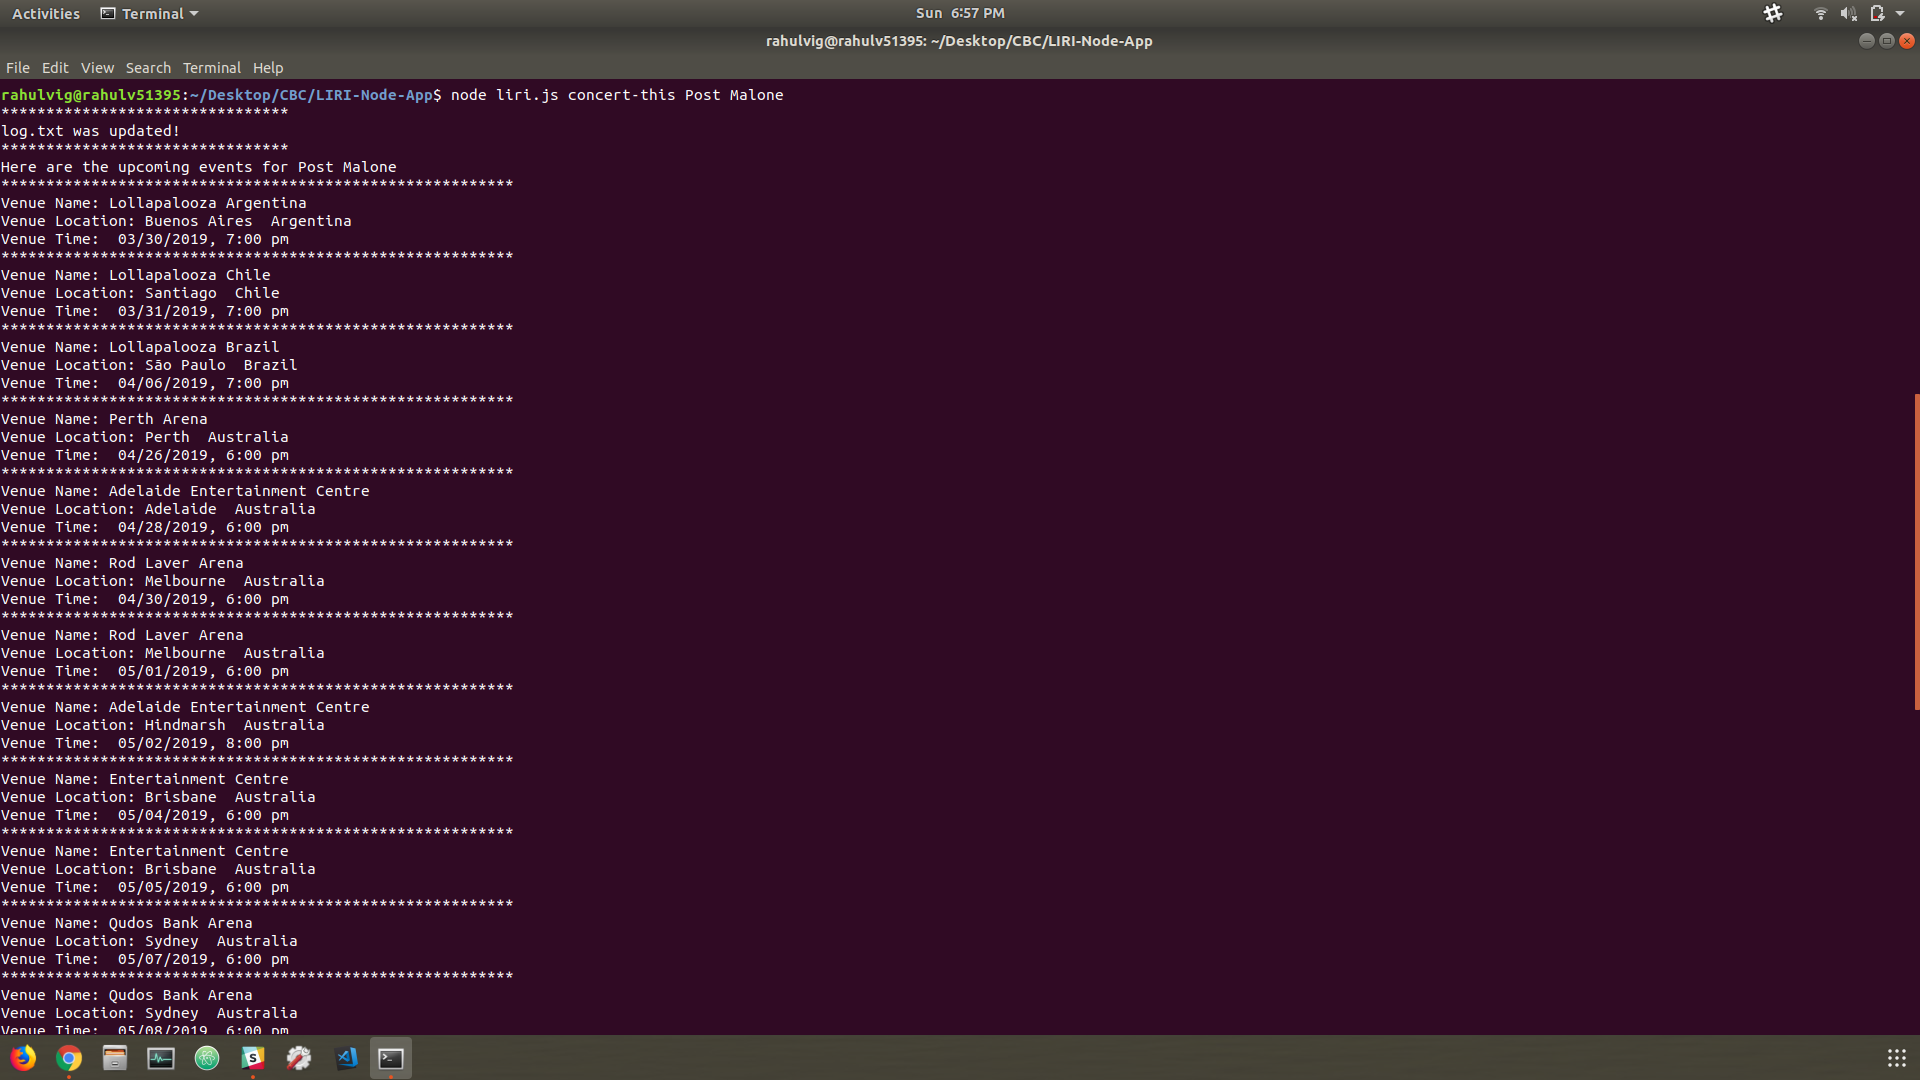 Activities Terminal Sun 6:57 PM
rahulvig@rahulv51395: ~/Desktop/CBC/LIRI-Node-App
File Edit View Search Terminal Help
rahulvig@rahulv51395:~/Desktop/CBC/LIRI-Node-App$ node liri.js concert-this Post Malone
********************************
log.txt was updated!
********************************
Here are the upcoming events for Post Malone
*********************************************************
Venue Name: Lollapalooza Argentina
Venue Location: Buenos Aires  Argentina
Venue Time:  03/30/2019, 7:00 pm
*********************************************************
Venue Name: Lollapalooza Chile
Venue Location: Santiago  Chile
Venue Time:  03/31/2019, 7:00 pm
*********************************************************
Venue Name: Lollapalooza Brazil
Venue Location: São Paulo  Brazil
Venue Time:  04/06/2019, 7:00 pm
*********************************************************
Venue Name: Perth Arena
Venue Location: Perth  Australia
Venue Time:  04/26/2019, 6:00 pm
*********************************************************
Venue Name: Adelaide Entertainment Centre
Venue Location: Adelaide  Australia
Venue Time:  04/28/2019, 6:00 pm
*********************************************************
Venue Name: Rod Laver Arena
Venue Location: Melbourne  Australia
Venue Time:  04/30/2019, 6:00 pm
*********************************************************
Venue Name: Rod Laver Arena
Venue Location: Melbourne  Australia
Venue Time:  05/01/2019, 6:00 pm
*********************************************************
Venue Name: Adelaide Entertainment Centre
Venue Location: Hindmarsh  Australia
Venue Time:  05/02/2019, 8:00 pm
*********************************************************
Venue Name: Entertainment Centre
Venue Location: Brisbane  Australia
Venue Time:  05/04/2019, 6:00 pm
*********************************************************
Venue Name: Entertainment Centre
Venue Location: Brisbane  Australia
Venue Time:  05/05/2019, 6:00 pm
*********************************************************
Venue Name: Qudos Bank Arena
Venue Location: Sydney  Australia
Venue Time:  05/07/2019, 6:00 pm
*********************************************************
Venue Name: Qudos Bank Arena
Venue Location: Sydney  Australia
Venue Time:  05/08/2019, 6:00 pm